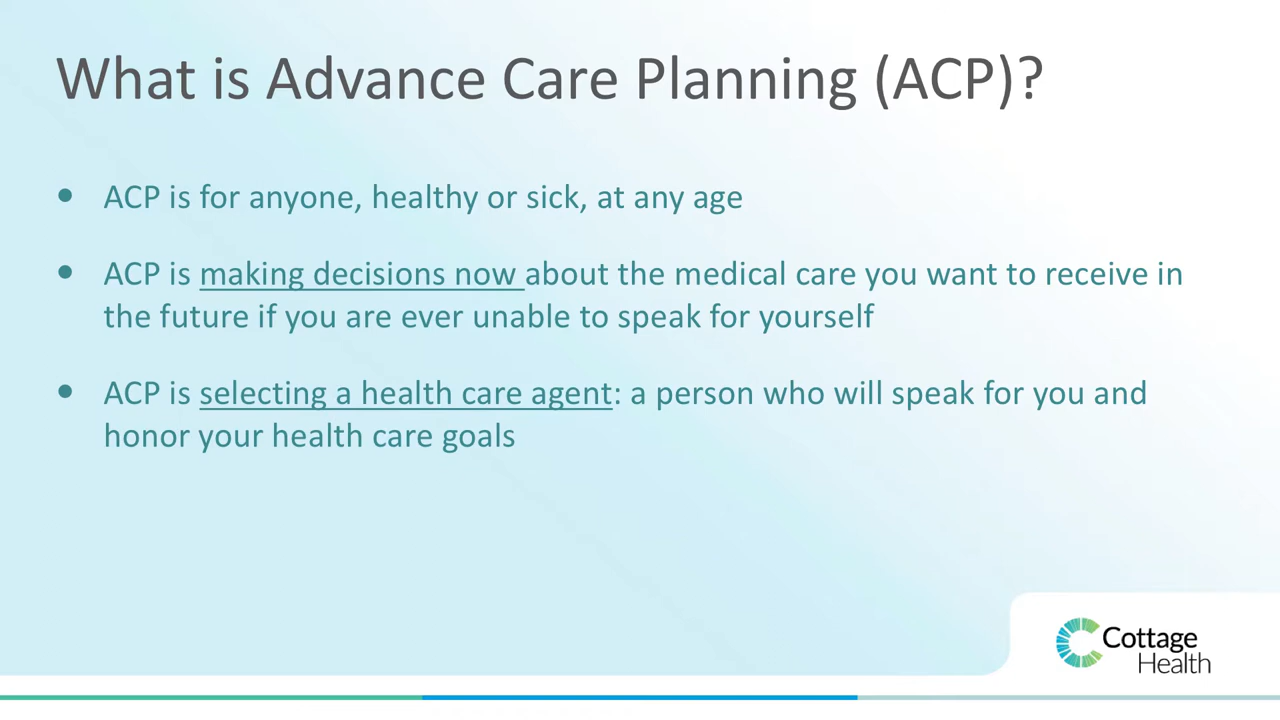 What is Advance Care Planning (ACP)?
• ACP is for anyone, healthy or sick, at any age
• ACP is making decisions now about the medical care you want to receive in
the future if you are ever unable to speak for yourself
• ACP is selecting a health care agent: a person who will speak for you and
honor your health care goals
Cottage
Health